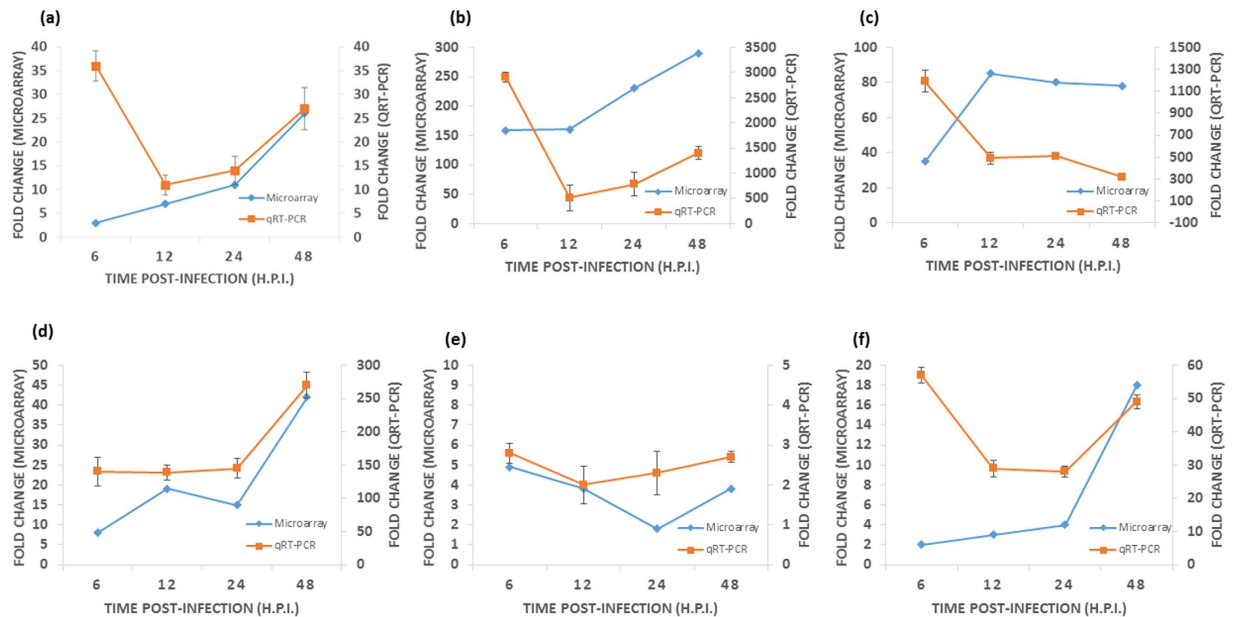 (a)
FOLD CHANGE (MICROARRAY)
40
35
30
25
20
15
10
5
0
40
35
30
25
20
15
10
5
0
FOLD CHANGE (QRT-PCR)
Microarray
qRT-PCR
6 12 24 48
TIME POST-INFECTION (H.P.I.)
(b)
FOLD CHANGE (MICROARRAY)
300
250
200
150
100
50
0
3500
3000
2500
2000
1500
1000
500
0
FOLD CHANGE (QRT-PCR)
Microarray
qRT-PCR
6 12 24 48
TIME POST-INFECTION (H.P.I.)
(c)
FOLD CHANGE (MICROARRAY)
100
80
60
40
20
0
1500
1300
1100
900
700
500
300
100
-100
FOLD CHANGE (QRT-PCR)
Microarray
qRT-PCR
6 12 24 48
TIME POST-INFECTION (H.P.I.)
(d)
FOLD CHANGE (MICROARRAY)
50
45
40
35
30
25
20
15
10
5
0
300
250
200
150
100
50
0
FOLD CHANGE (QRT-PCR)
Microarray
qRT-PCR
6 12 24 48
TIME POST-INFECTION (H.P.I.)
(e)
FOLD CHANGE (MICROARRAY)
10
9
8
7
6
5
4
3
2
1
0
5
4
3
2
1
0
FOLD CHANGE (QRT-PCR)
Microarray
qRT-PCR
6 12 24 48
TIME POST-INFECTION (H.P.I.)
(f)
FOLD CHANGE (MICROARRAY)
20
18
16
14
12
10
8
6
4
2
0
60
50
40
30
20
10
0
FOLD CHANGE (QRT-PCR)
Microarray
qRT-PCR
6 12 24 48
TIME POST-INFECTION (H.P.I.)